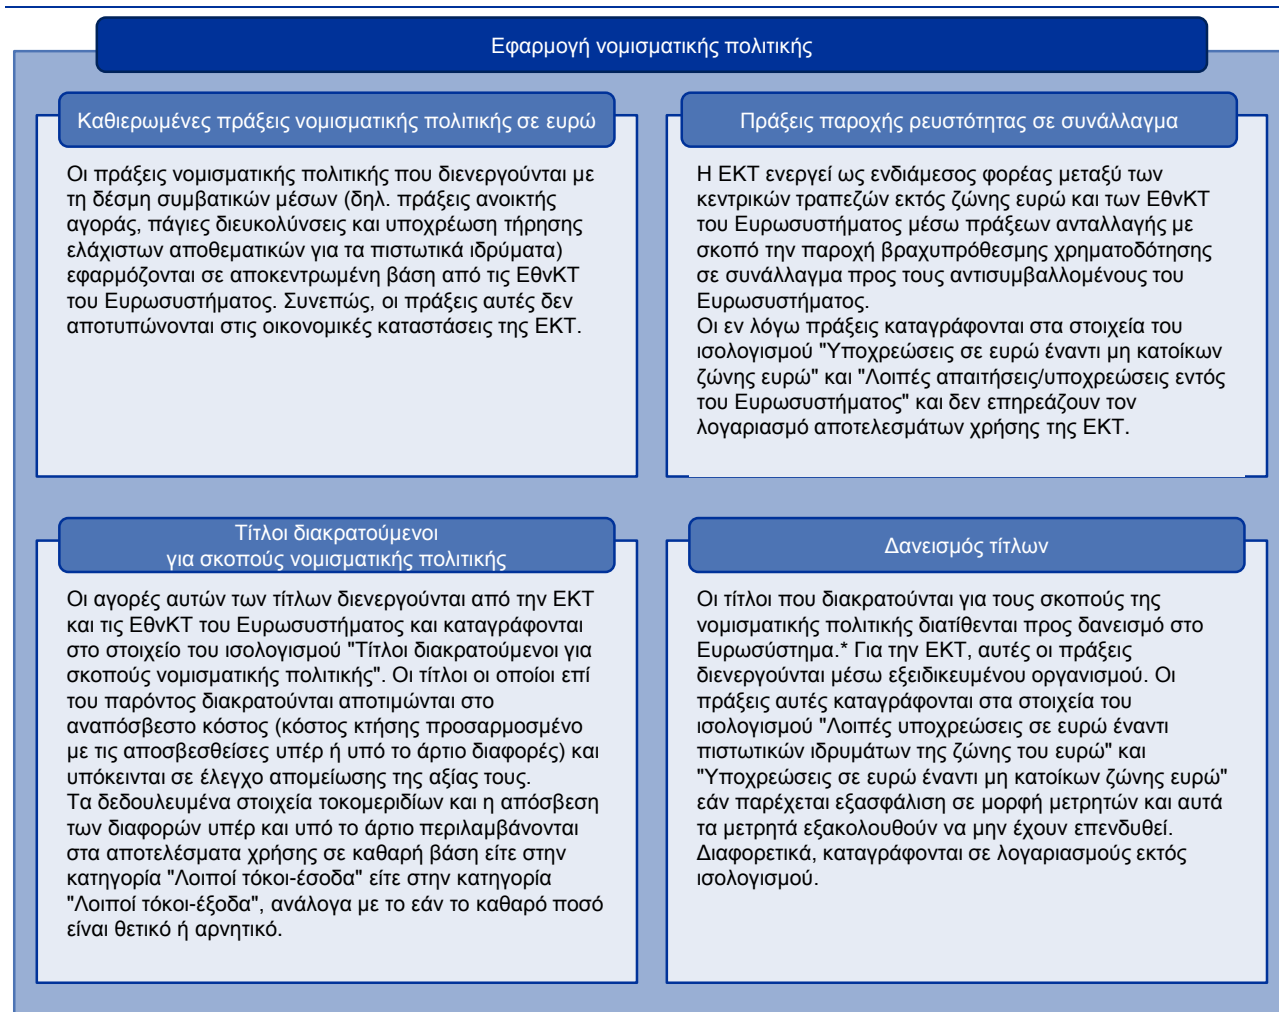 Εφαρμογή νομισματικής πολιτικής
Καθιερωμένες πράξεις νομισματικής πολιτικής σε ευρώ
Οι πράξεις νομισματικής πολιτικής που διενεργούνται με
τη δέσμη συμβατικών μέσων (δηλ. πράξεις ανοικτής
αγοράς, πάγιες διευκολύνσεις και υποχρέωση τήρησης
ελάχιστων αποθεματικών για τα πιστωτικά ιδρύματα)
εφαρμόζονται σε αποκεντρωμένη βάση από τις ΕθνΚΤ
του Ευρωσυστήματος. Συνεπώς, οι πράξεις αυτές δεν
αποτυπώνονται στις οικονομικές καταστάσεις της ΕΚΤ.
Πράξεις παροχής ρευστότητας σε συνάλλαγμα
Η ΕΚΤ ενεργεί ως ενδιάμεσος φορέας μεταξύ των
κεντρικών τραπεζών εκτός ζώνης ευρώ και των ΕθνΚΤ
του Ευρωσυστήματος μέσω πράξεων ανταλλαγής με
σκοπό την παροχή βραχυπρόθεσμης χρηματοδότησης
σε συνάλλαγμα προς τους αντισυμβαλλομένους του
Ευρωσυστήματος.
Οι εν λόγω πράξεις καταγράφονται στα στοιχεία του
ισολογισμού "Υποχρεώσεις σε ευρώ έναντι μη κατοίκων
ζώνης ευρώ" και "Λοιπές απαιτήσεις/υποχρεώσεις εντός
του Ευρωσυστήματος" και δεν επηρεάζουν τον
λογαριασμό αποτελεσμάτων χρήσης της ΕΚΤ.
Τίτλοι διακρατούμενοι
για σκοπούς νομισματικής πολιτικής
Οι αγορές αυτών των τίτλων διενεργούνται από την ΕΚΤ
και τις ΕθνΚΤ του Ευρωσυστήματος και καταγράφονται
στο στοιχείο του ισολογισμού "Τίτλοι διακρατούμενοι για
σκοπούς νομισματικής πολιτικής". Οι τίτλοι οι οποίοι επί
του παρόντος διακρατούνται αποτιμώνται στο
αναπόσβεστο κόστος (κόστος κτήσης προσαρμοσμένο
με τις αποσβεσθείσες υπέρ ή υπό το άρτιο διαφορές) και
υπόκεινται σε έλεγχο απομείωσης της αξίας τους.
Τα δεδουλευμένα στοιχεία τοκομεριδίων και η απόσβεση
των διαφορών υπέρ και υπό το άρτιο περιλαμβάνονται
στα αποτελέσματα χρήσης σε καθαρή βάση είτε στην
κατηγορία "Λοιποί τόκοι-έσοδα" είτε στην κατηγορία
"Λοιποί τόκοι-έξοδα", ανάλογα με το εάν το καθαρό ποσό
είναι θετικό ή αρνητικό.
Δανεισμός τίτλων
Οι τίτλοι που διακρατούνται για τους σκοπούς της
νομισματικής πολιτικής διατίθενται προς δανεισμό στο
Ευρωσύστημα.* Για την ΕΚΤ, αυτές οι πράξεις
διενεργούνται μέσω εξειδικευμένου οργανισμού. Οι
πράξεις αυτές καταγράφονται στα στοιχεία του
ισολογισμού "Λοιπές υποχρεώσεις σε ευρώ έναντι
πιστωτικών ιδρυμάτων της ζώνης του ευρώ" και
"Υποχρεώσεις σε ευρώ έναντι μη κατοίκων ζώνης ευρώ"
εάν παρέχεται εξασφάλιση σε μορφή μετρητών και αυτά
τα μετρητά εξακολουθούν να μην έχουν επενδυθεί.
Διαφορετικά, καταγράφονται σε λογαριασμούς εκτός
ισολογισμού.